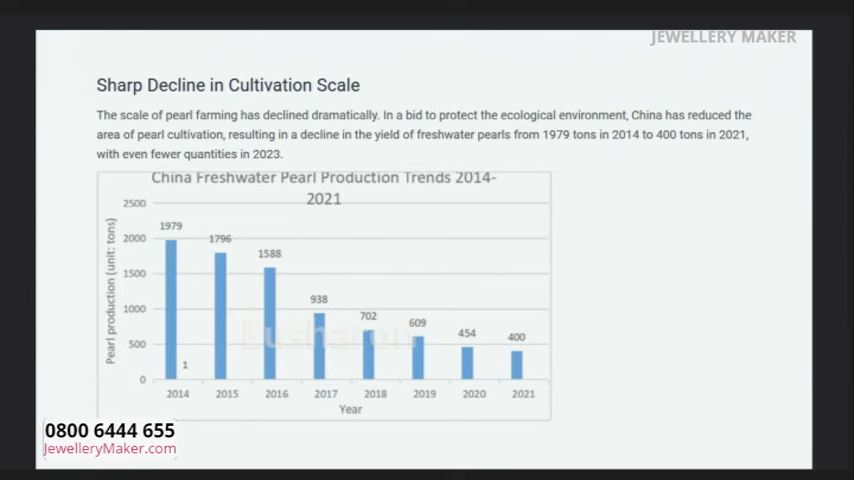 JEWELLERY MAKER
Sharp Decline in Cultivation Scale
The scale of pearl farming has declined dramatically. In a bid to protect the ecological environment, China has reduced the
area of pearl cultivation, resulting in a decline in the yield of freshwater pearls from 1979 tons in 2014 to 400 tons in 2021,
with even fewer quantities in 2023.
China Freshwater Pearl Production Trends 2014-
2021
Pearl production (unit: tons)
2500
2000
1500
1000
500
0
1979
1796
1588
938
702
609
454
400
1
2014 2015 2016 2017 2018 2019 2020 2021
Year
0800 6444 655
JewelleryMaker.com